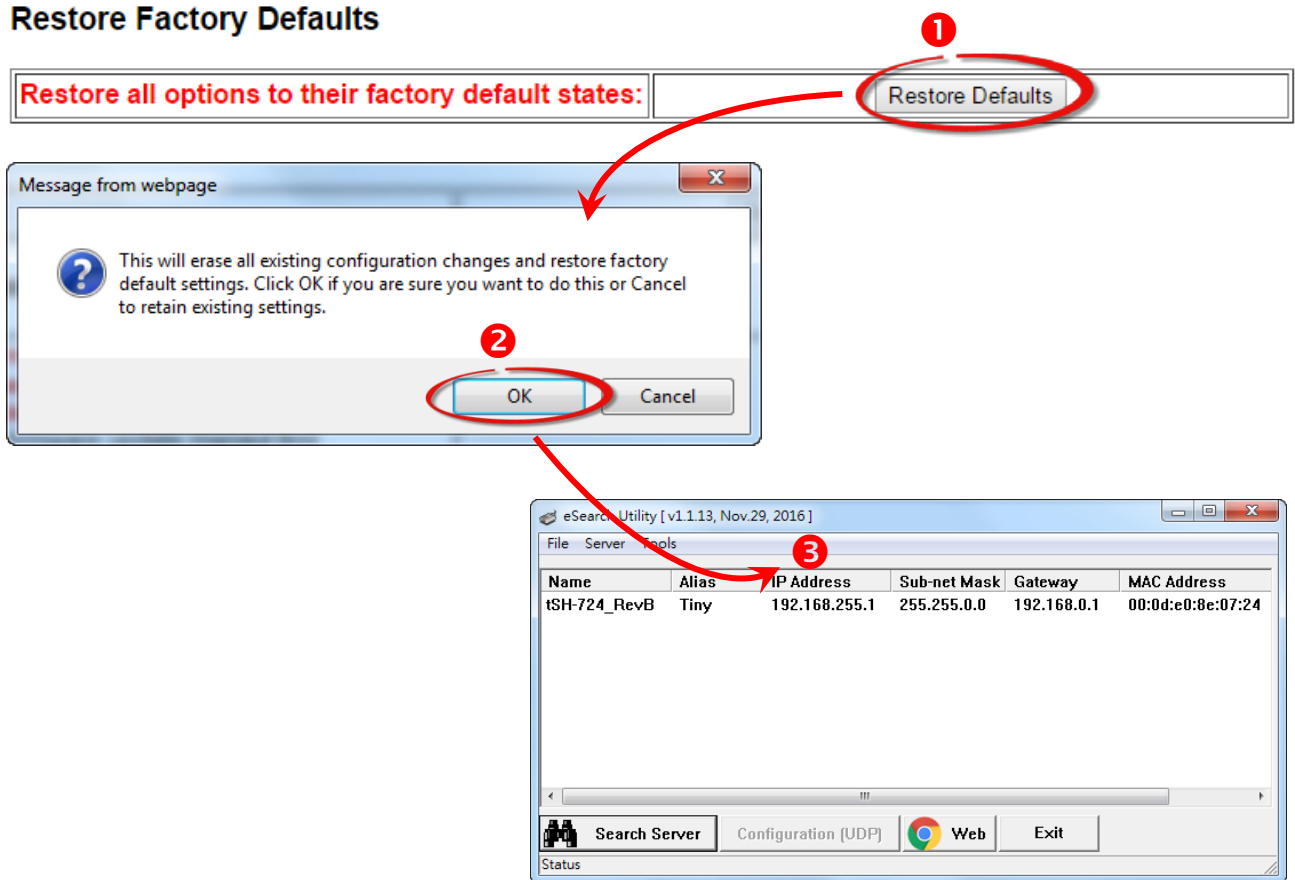 Restore Factory Defaults
1
Restore all options to their factory default states: Restore Defaults
Message from webpage
This will erase all existing configuration changes and restore factory
default settings. Click OK if you are sure you want to do this or Cancel
to retain existing settings.
2
OK Cancel
eSearch Utility [ v1.1.13, Nov.29, 2016 ]
File Server Tools
3
Name Alias IP Address Sub-net Mask Gateway MAC Address
tSH-724_RevB Tiny 192.168.255.1 255.255.0.0 192.168.0.1 00:0d:e0:8e:07:24
Search Server Configuration (UDP) Web Exit
Status